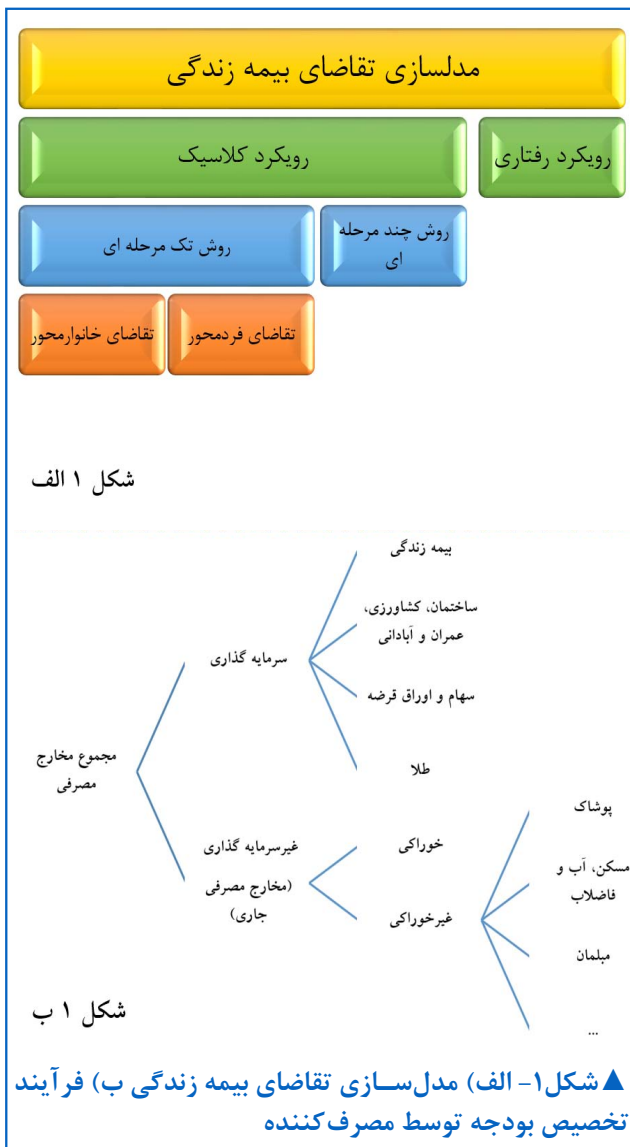 مدلسازی تقاضای بیمه زندگی
رویکرد رفتاری
رویکرد کلاسیک
روش چند مرحله
ای
روش تک مرحله ای
تقاضای فردمحور
تقاضای خانوارمحور
شکل ۱ الف
بیمه زندگی
ساختمان، کشاورزی،
عمران و آبادانی
سرمایه گذاری
سهام و اوراق قرضه
طلا
مجموع مخارج
مصرفی
پوشاک
غیرسرمایه گذاری
(مخارج مصرفی
جاری)
خوراکی
غیرخوراکی
مسکن، آب و
فاضلاب
مبلمان
...
شکل ۱ ب
▲شکل۱- الف) مدل‌سازی تقاضای بیمه زندگی ب) فرآیند
تخصیص بودجه توسط مصرف‌کننده